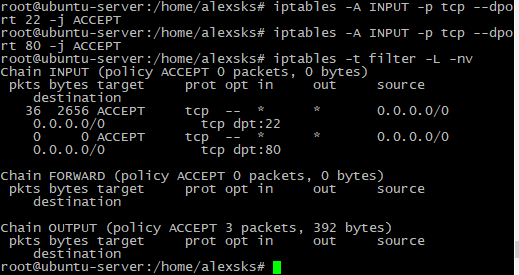 root@ubuntu-server:/home/alexsks# iptables -A INPUT -p tcp --dpo
rt 22 -j ACCEPT
root@ubuntu-server:/home/alexsks# iptables -A INPUT -p tcp --dpo
rt 80 -j ACCEPT
root@ubuntu-server:/home/alexsks# iptables -t filter -L -nv
Chain INPUT (policy ACCEPT 0 packets, 0 bytes)
 pkts bytes target     prot opt in     out     source
    destination
   36  2656 ACCEPT     tcp  --  *      *       0.0.0.0/0
    0.0.0.0/0            tcp dpt:22
    0     0 ACCEPT     tcp  --  *      *       0.0.0.0/0
    0.0.0.0/0            tcp dpt:80

Chain FORWARD (policy ACCEPT 0 packets, 0 bytes)
 pkts bytes target     prot opt in     out     source
    destination

Chain OUTPUT (policy ACCEPT 3 packets, 392 bytes)
 pkts bytes target     prot opt in     out     source
    destination
root@ubuntu-server:/home/alexsks#